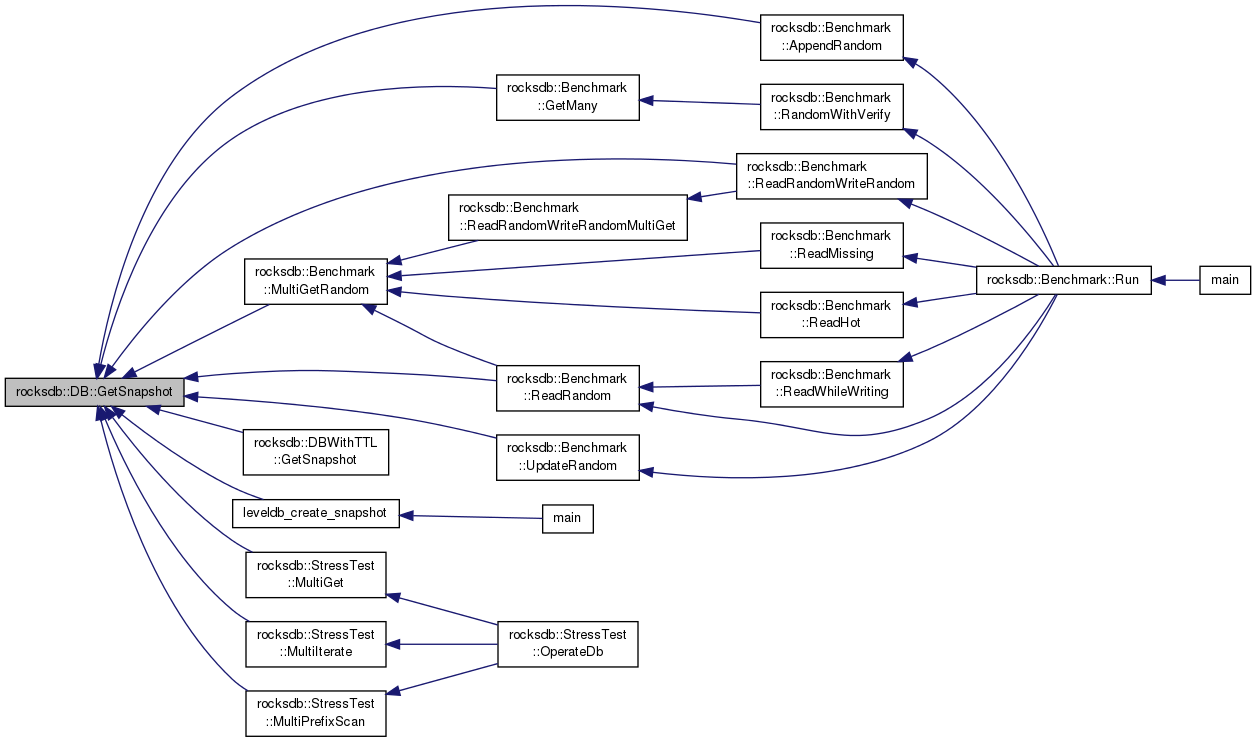 rocksdb::Benchmark
::AppendRandom
rocksdb::Benchmark
::GetMany
rocksdb::Benchmark
::RandomWithVerify
rocksdb::Benchmark
::ReadRandomWriteRandom
rocksdb::Benchmark
::ReadRandomWriteRandomMultiGet
rocksdb::Benchmark
::ReadMissing
rocksdb::Benchmark
::MultiGetRandom
rocksdb::Benchmark::Run
main
rocksdb::Benchmark
::ReadHot
rocksdb::DB::GetSnapshot
rocksdb::Benchmark
::ReadRandom
rocksdb::Benchmark
::ReadWhileWriting
rocksdb::DBWithTTL
::GetSnapshot
rocksdb::Benchmark
::UpdateRandom
leveldb_create_snapshot
main
rocksdb::StressTest
::MultiGet
rocksdb::StressTest
::MultiIterate
rocksdb::StressTest
::OperateDb
rocksdb::StressTest
::MultiPrefixScan